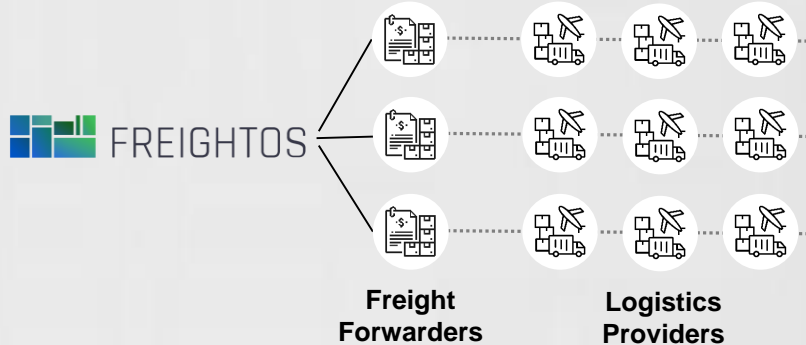 FREIGHTOS
$
$
$
Freight
Forwarders
Logistics
Providers